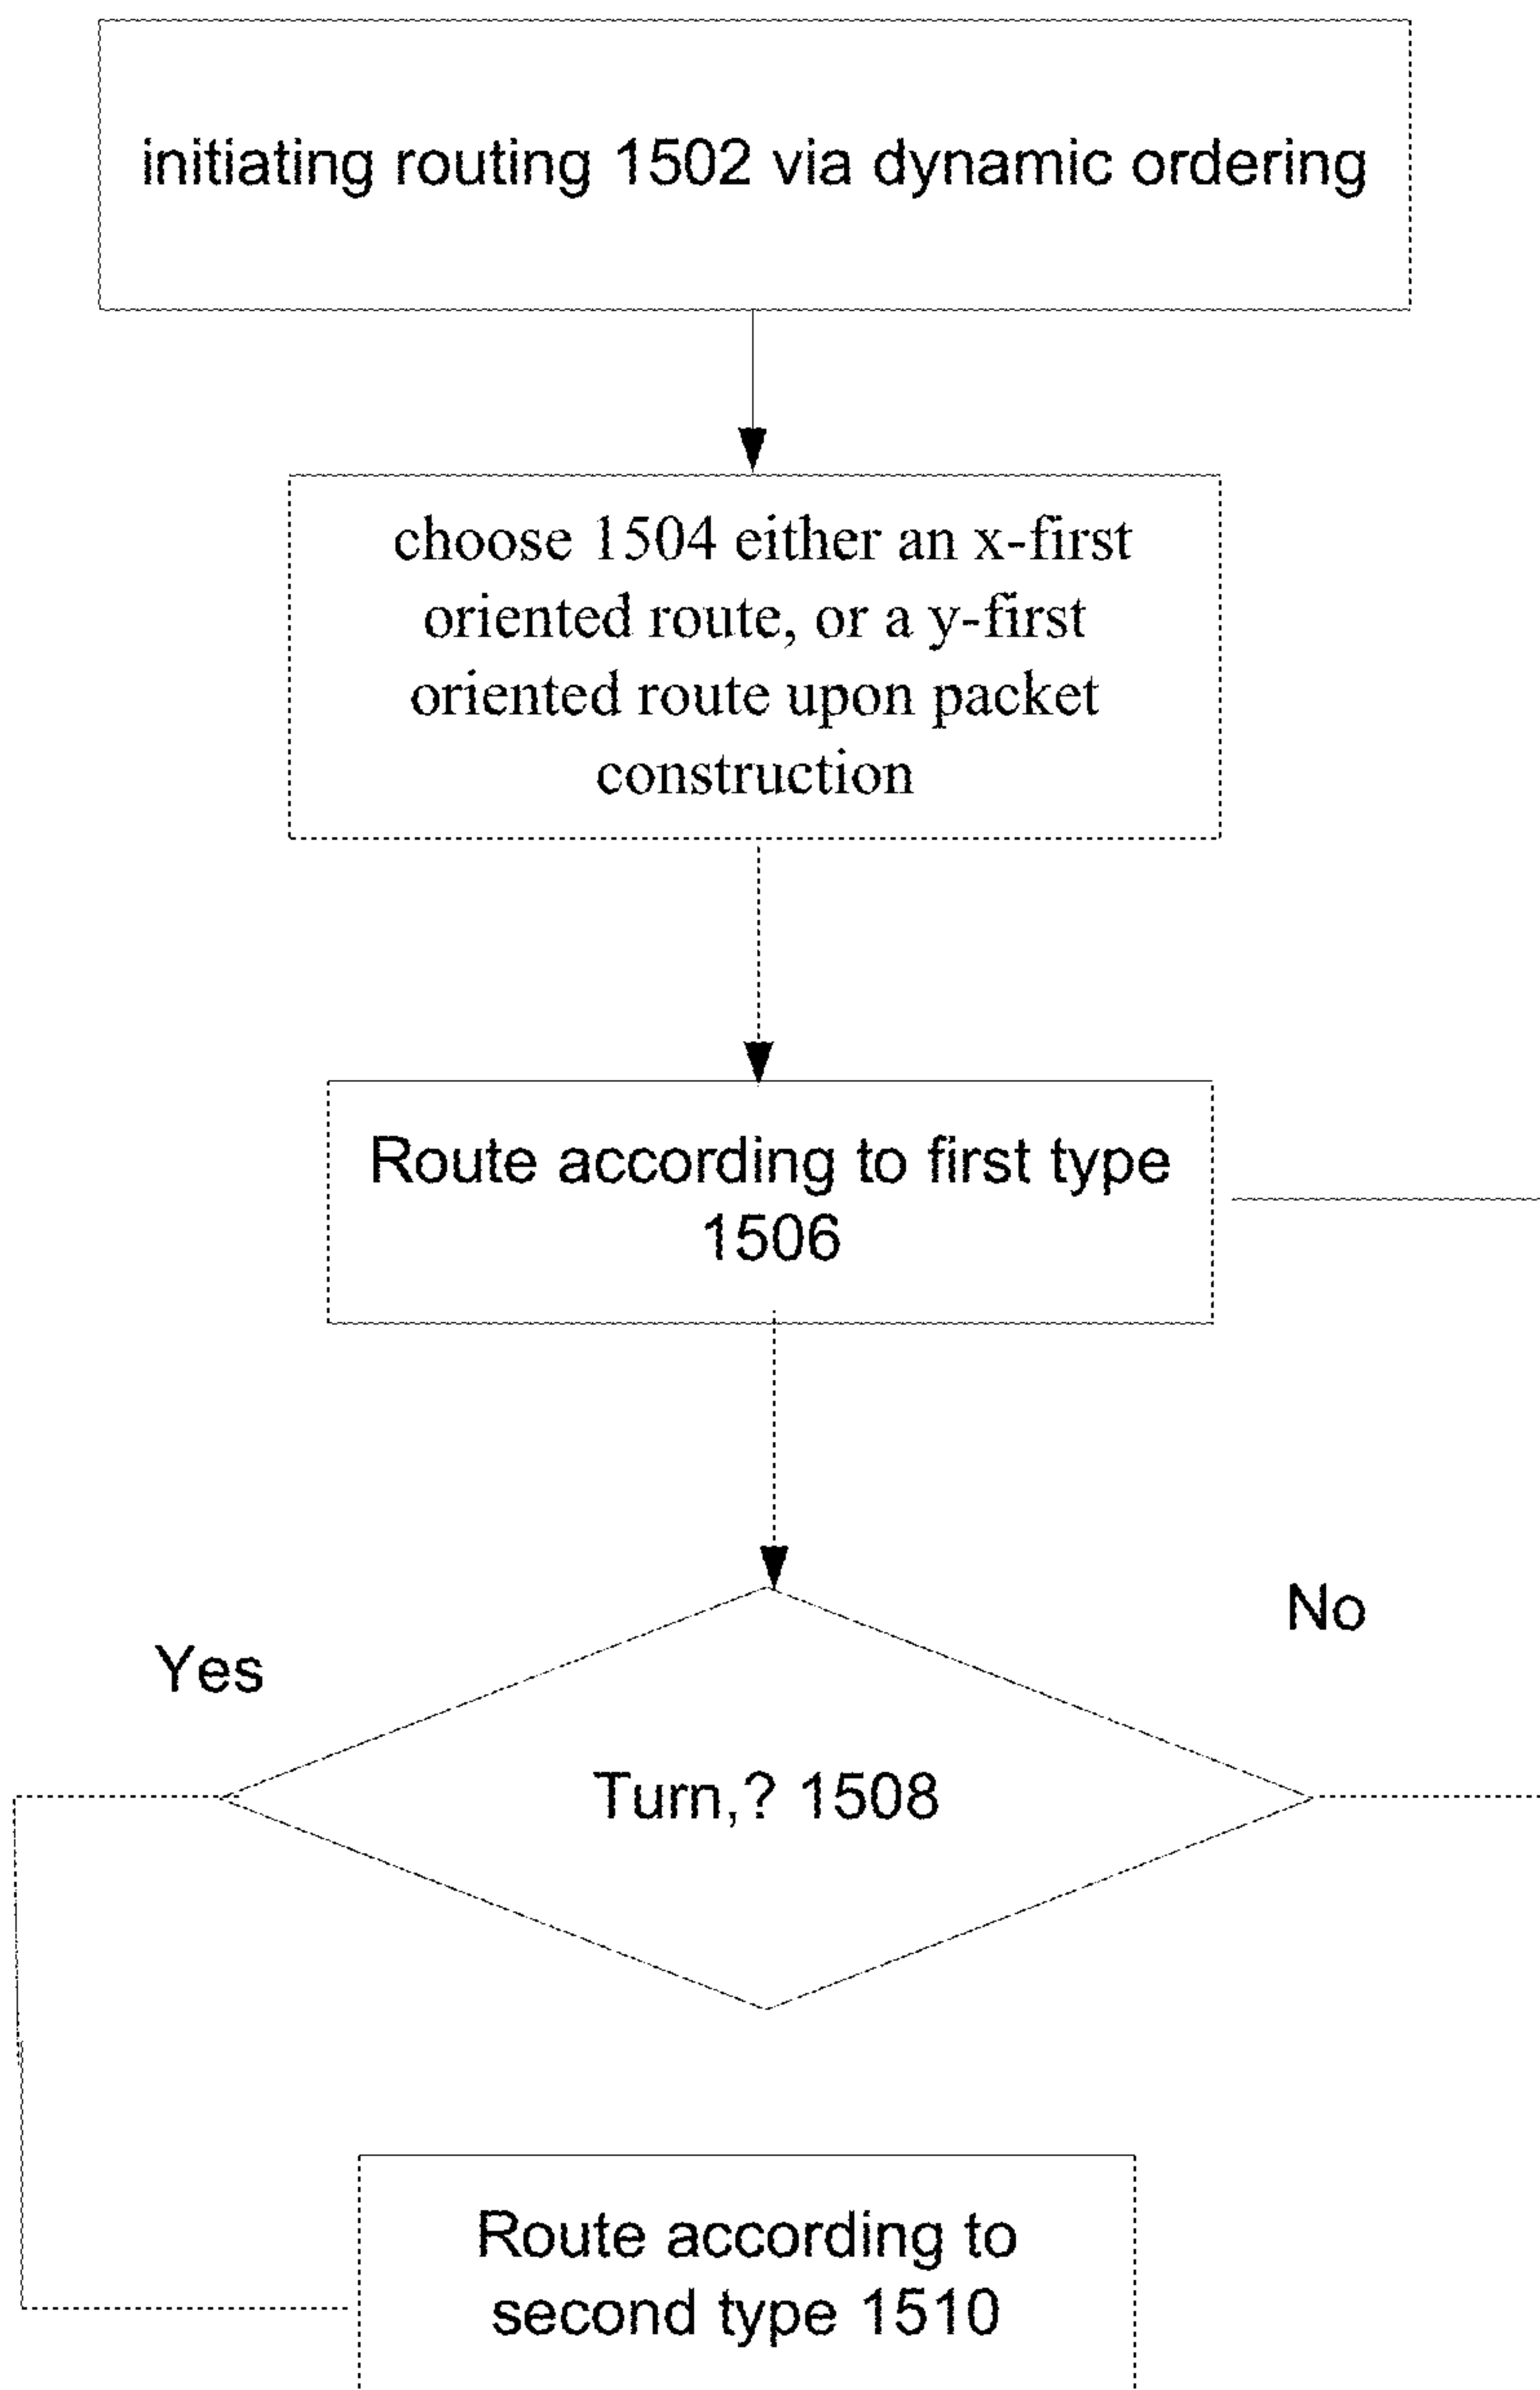 initiating routing 1502 via dynamic ordering
choose 1504 either an x-first
oriented route, or a y-first
oriented route upon packet
construction
Route according to first type
1506
No
Yes
Turn,? 1508
Route according to
second type 1510